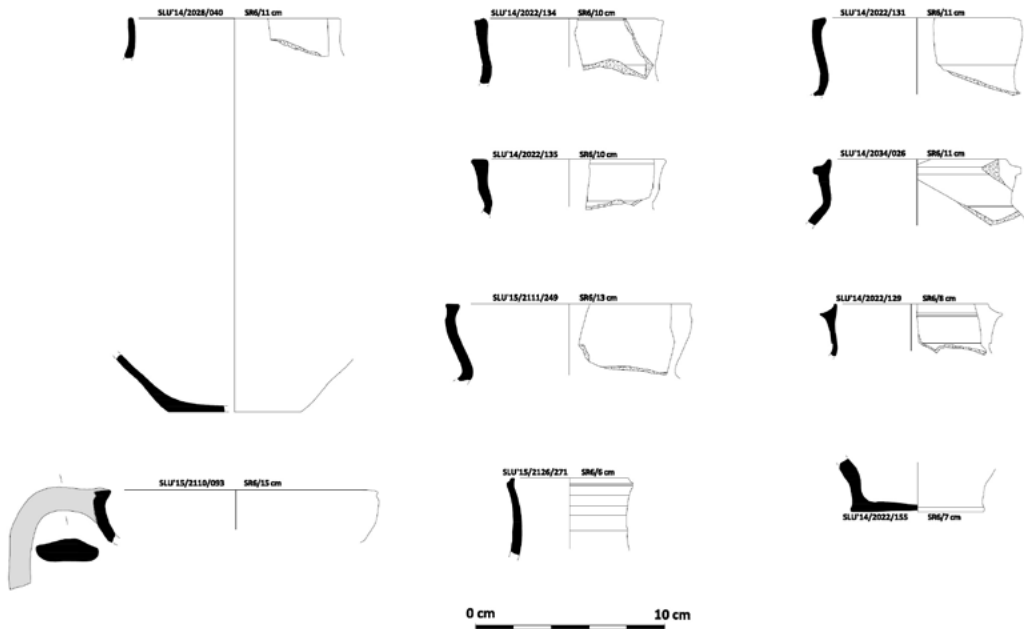 SLU'14/2028/040 SR6/11 cm
SLU'14/2022/134 SR6/10 cm
SLU'14/2022/131 SR6/11 cm
SLU'14/2022/135 SR6/10 cm
SLU'14/2034/026 SR6/11 cm
SLU'15/2111/249 SR6/13 cm
SLU'14/2022/129 SR6/8 cm
SLU'15/2110/093 SR6/15 cm
SLU'15/2126/271 SR6/6 cm
SLU'14/2022/155 SR6/7 cm
0 cm 10 cm